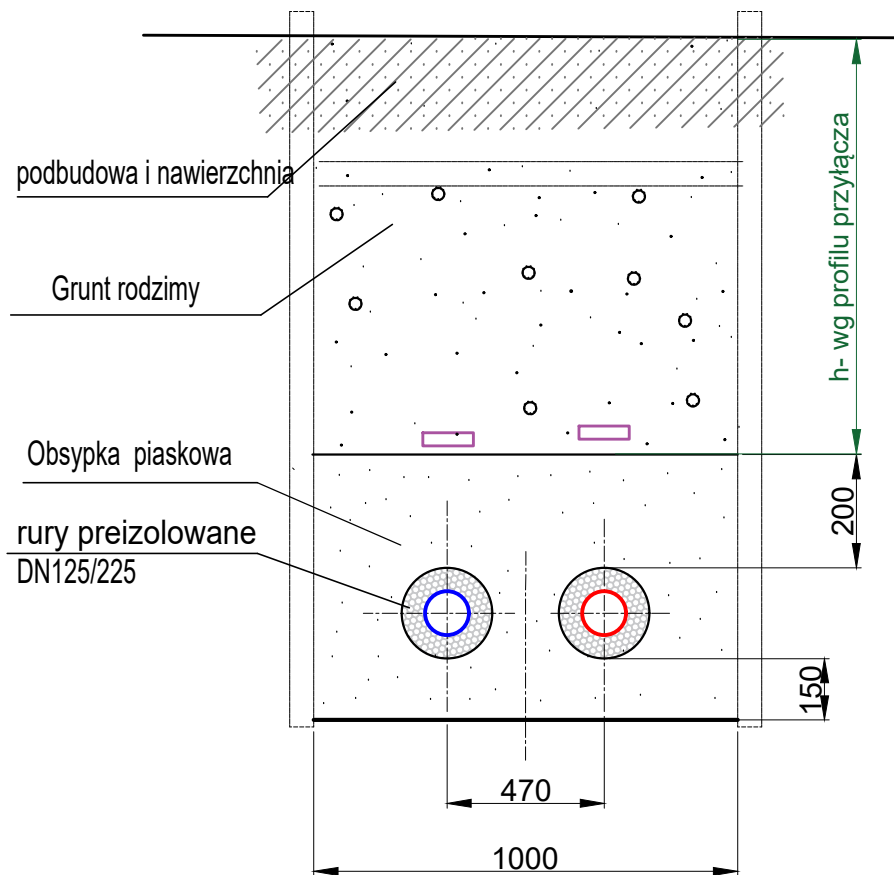 podbudowa i nawierzchnia
Grunt rodzimy
Obsypka piaskowa
rury preizolowane
DN125/225
h- wg profilu przyłącza
200
150
470
1000